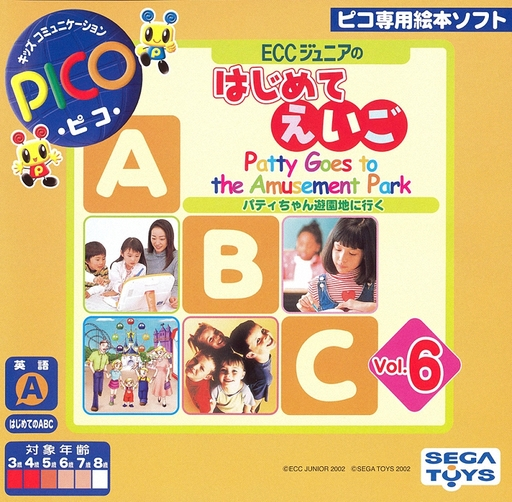 キッズ コミュニケーション
PICO
・ピコ・
ピコ専用絵本ソフト
ECCジュニアの
はじめて
えいご
Patty Goes to
the Amusement Park
パティちゃん遊園地に行く
A
B
C
Vol.6
英語
A
はじめてのABC
対象年齢
3歳 4歳 5歳 6歳 7歳 8歳
©ECC JUNIOR 2002 ©SEGA TOYS 2002
SEGA
TOYS